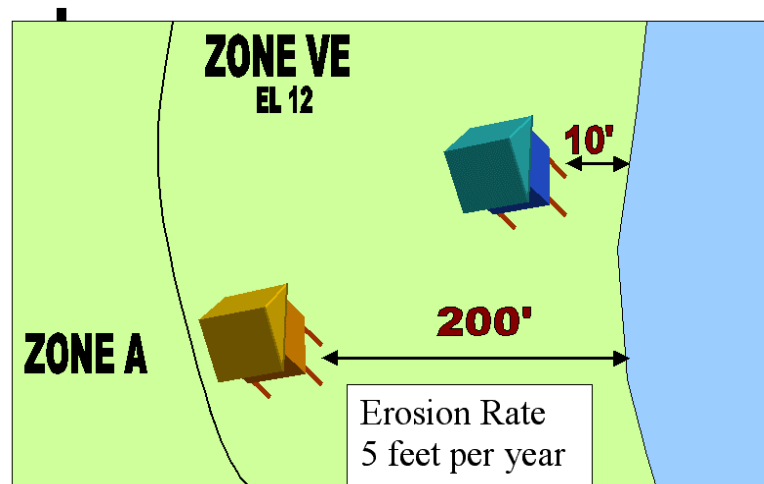 ZONE VE
EL 12
10'
200'
ZONE A
Erosion Rate
5 feet per year